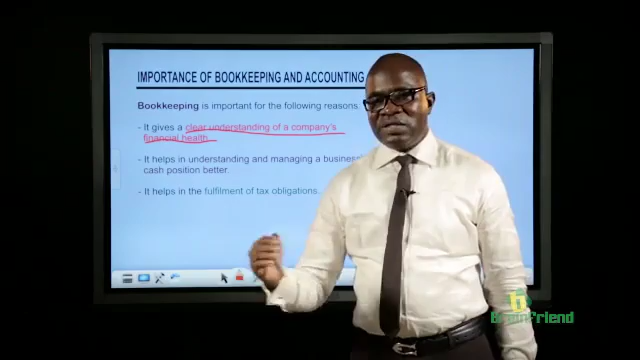 IMPORTANCE OF BOOKKEEPING AND ACCOUNTING
Bookkeeping is important for the following reasons.
- It gives a clear understanding of a company's
financial health.
- It helps in understanding and managing a business
cash position better.
- It helps in the fulfilment of tax obligations.
Brainfriend